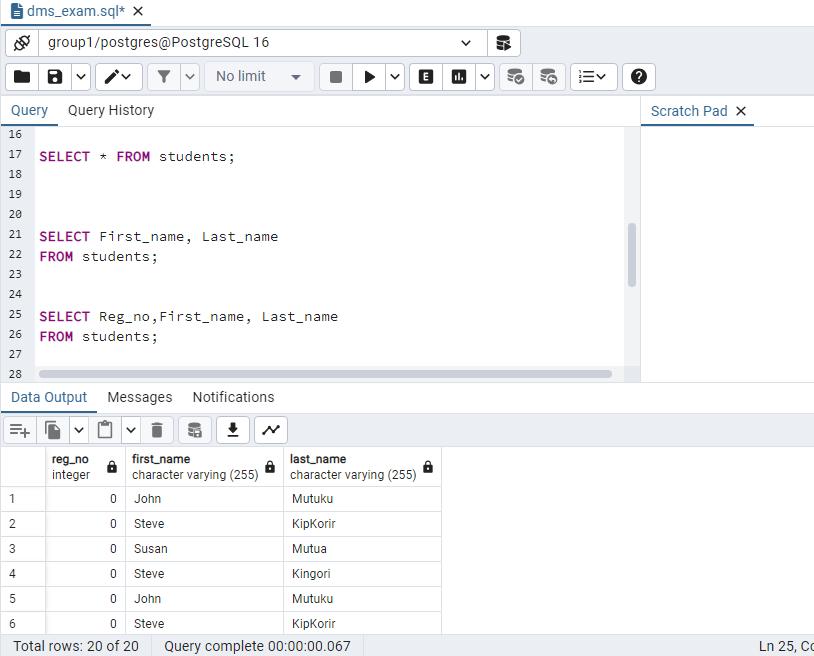 dms_exam.sql*
group1/postgres@PostgreSQL 16
No limit
Query Query History
Scratch Pad
16
17 SELECT * FROM students;
18
19
20
21 SELECT First_name, Last_name
22 FROM students;
23
24
25 SELECT Reg_no,First_name, Last_name
26 FROM students;
27
28
Data Output Messages Notifications
reg_no first_name last_name
integer character varying (255) character varying (255)
1 0 John Mutuku
2 0 Steve KipKorir
3 0 Susan Mutua
4 0 Steve Kingori
5 0 John Mutuku
6 0 Steve KipKorir
Total rows: 20 of 20 Query complete 00:00:00.067 Ln 25, Co